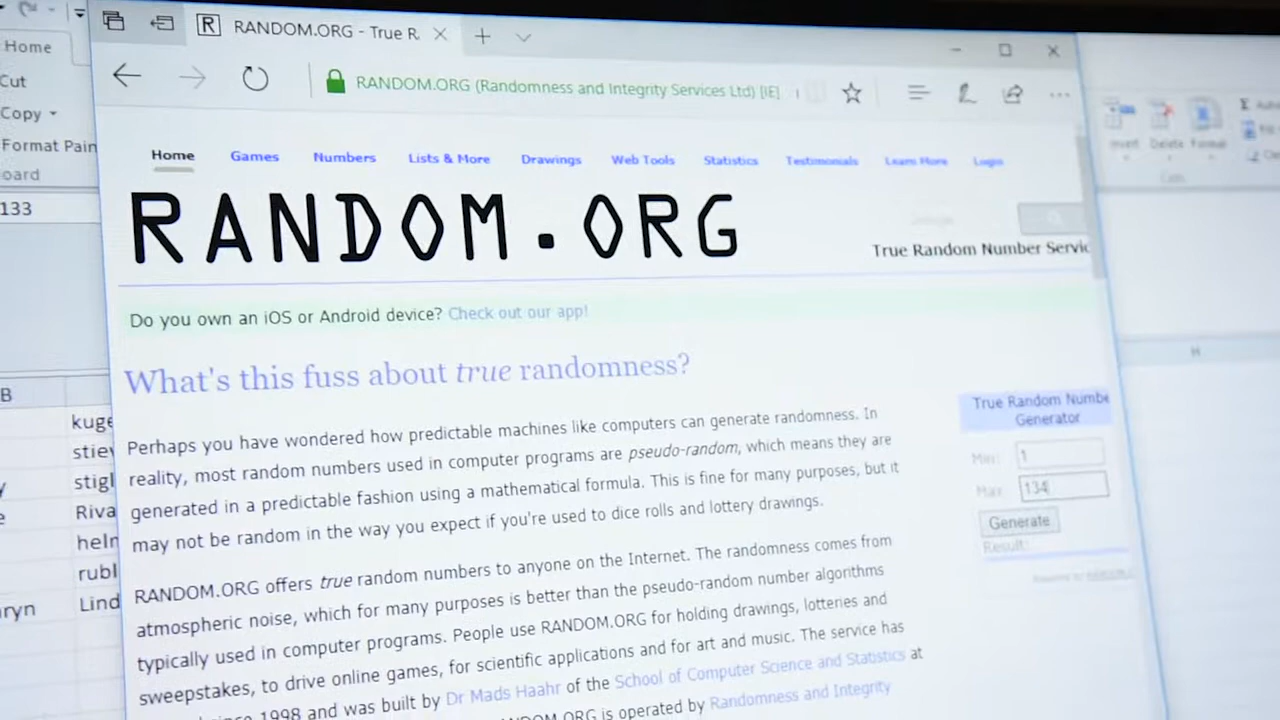 RANDOM.ORG - True R
Home
Cut
Copy
Format Pain
oard
133
RANDOM.ORG (Randomness and Integrity Services Ltd) [IE]
Insert Delete Format
Cells
Home Games Numbers Lists & More Drawings Web Tools Statistics Testimonials Learn More Login
RANDOM.ORG
True Random Number Servic
Do you own an iOS or Android device? Check out our app!
What's this fuss about true randomness?
Perhaps you have wondered how predictable machines like computers can generate randomness. In
reality, most random numbers used in computer programs are pseudo-random, which means they are
generated in a predictable fashion using a mathematical formula. This is fine for many purposes, but it
may not be random in the way you expect if you're used to dice rolls and lottery drawings.
RANDOM.ORG offers true random numbers to anyone on the Internet. The randomness comes from
atmospheric noise, which for many purposes is better than the pseudo-random number algorithms
typically used in computer programs. People use RANDOM.ORG for holding drawings, lotteries and
sweepstakes, to drive online games, for scientific applications and for art and music. The service has
since 1998 and was built by Dr Mads Haahr of the School of Computer Science and Statistics at
DOM.ORG is operated by Randomness and Integrity
True Random Numbe
Generator
Min: 1
Max: 134
Generate
Result:
B
H
kuge
stiev
stigl
Riva
helm
rubl
Lind
y
e
aryn